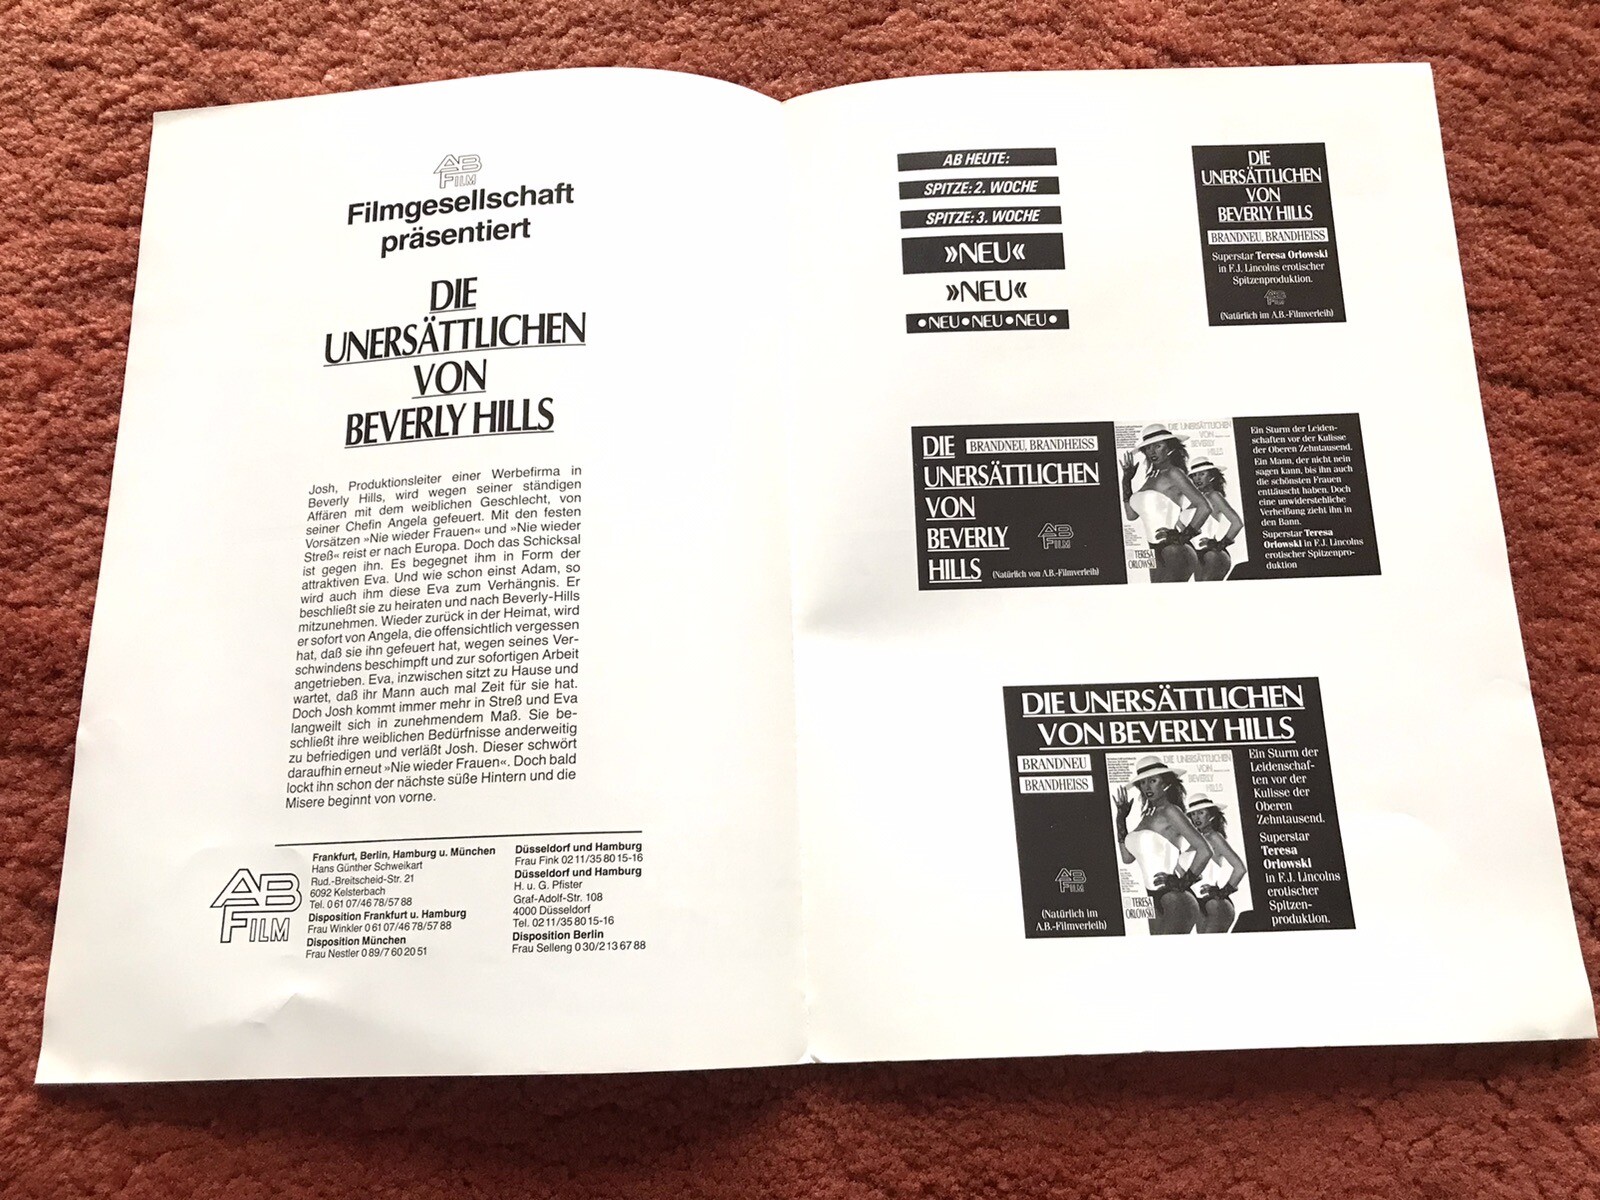 AB
FILM
Filmgesellschaft
präsentiert
DIE
UNERSÄTTLICHEN
VON
BEVERLY HILLS
Josh, Produktionsleiter einer Werbefirma in
Beverly Hills, wird wegen seiner ständigen
Affären mit dem weiblichen Geschlecht, von
seiner Chefin Angela gefeuert. Mit den festen
Vorsätzen »Nie wieder Frauen« und »Nie wieder
Streß« reist er nach Europa. Doch das Schicksal
ist gegen ihn. Es begegnet ihm in Form der
attraktiven Eva. Und wie schon einst Adam, so
wird auch ihm diese Eva zum Verhängnis. Er
beschließt sie zu heiraten und nach Beverly-Hills
mitzunehmen. Wieder zurück in der Heimat, wird
er sofort von Angela, die offensichtlich vergessen
hat, daß sie ihn gefeuert hat, wegen seines Ver-
schwindens beschimpft und zur sofortigen Arbeit
angetrieben. Eva, inzwischen sitzt zu Hause und
wartet, daß ihr Mann auch mal Zeit für sie hat.
Doch Josh kommt immer mehr in Streß und Eva
langweilt sich in zunehmendem Maß. Sie be-
schließt ihre weiblichen Bedürfnisse anderweitig
zu befriedigen und verläßt Josh. Dieser schwört
daraufhin erneut »Nie wieder Frauen«. Doch bald
lockt ihn schon der nächste süße Hintern und die
Misere beginnt von vorne.
AB
FILM
Frankfurt, Berlin, Hamburg u. München
Hans Günther Schweikart
Rud.-Breitscheid-Str. 21
6092 Kelsterbach
Tel. 0 61 07/46 78/57 88
Disposition Frankfurt u. Hamburg
Frau Winkler 0 61 07/46 78/57 88
Disposition München
Frau Nestler 0 89/7 60 20 51
Düsseldorf und Hamburg
Frau Fink 02 11/35 80 15-16
Düsseldorf und Hamburg
H. u. G. Pfister
Graf-Adolf-Str. 108
4000 Düsseldorf
Tel. 02 11/35 80 15-16
Disposition Berlin
Frau Selleng 0 30/2 13 67 88
AB HEUTE:
SPITZE: 2. WOCHE
SPITZE: 3. WOCHE
»NEU«
»NEU«
•NEU•NEU•NEU•
DIE
UNERSÄTTLICHEN
VON
BEVERLY HILLS
BRANDNEU, BRANDHEISS
Superstar Teresa Orlowski
in F.J. Lincolns erotischer
Spitzenproduktion.
AB
FILM
(Natürlich im A.B.-Filmverleih)
DIE
BRANDNEU, BRANDHEISS
UNERSÄTTLICHEN
VON
BEVERLY
HILLS
AB
FILM
(Natürlich von A.B.-Filmverleih)
DIE UNERSÄTTLICHEN
VON
BEVERLY
HILLS
TERESA
ORLOWSKI
Ein Sturm der Leiden-
schaften vor der Kulisse
der Oberen Zehntausend.
Ein Mann, der nicht nein
sagen kann, bis ihn auch
die schönsten Frauen
enttäuscht haben. Doch
eine unwiderstehliche
Verheißung zieht ihn in
den Bann.
Superstar Teresa
Orlowski in F.J. Lincolns
erotischer Spitzenpro-
duktion
DIE UNERSÄTTLICHEN
VON BEVERLY HILLS
BRANDNEU
BRANDHEISS
AB
FILM
(Natürlich im
A.B.-Filmverleih)
DIE UNERSÄTTLICHEN
VON
BEVERLY
HILLS
TERESA
ORLOWSKI
Ein Sturm der
Leidenschaf-
ten vor der
Kulisse der
Oberen
Zehntausend.
Superstar
Teresa
Orlowski
in F.J. Lincolns
erotischer
Spitzen-
produktion.